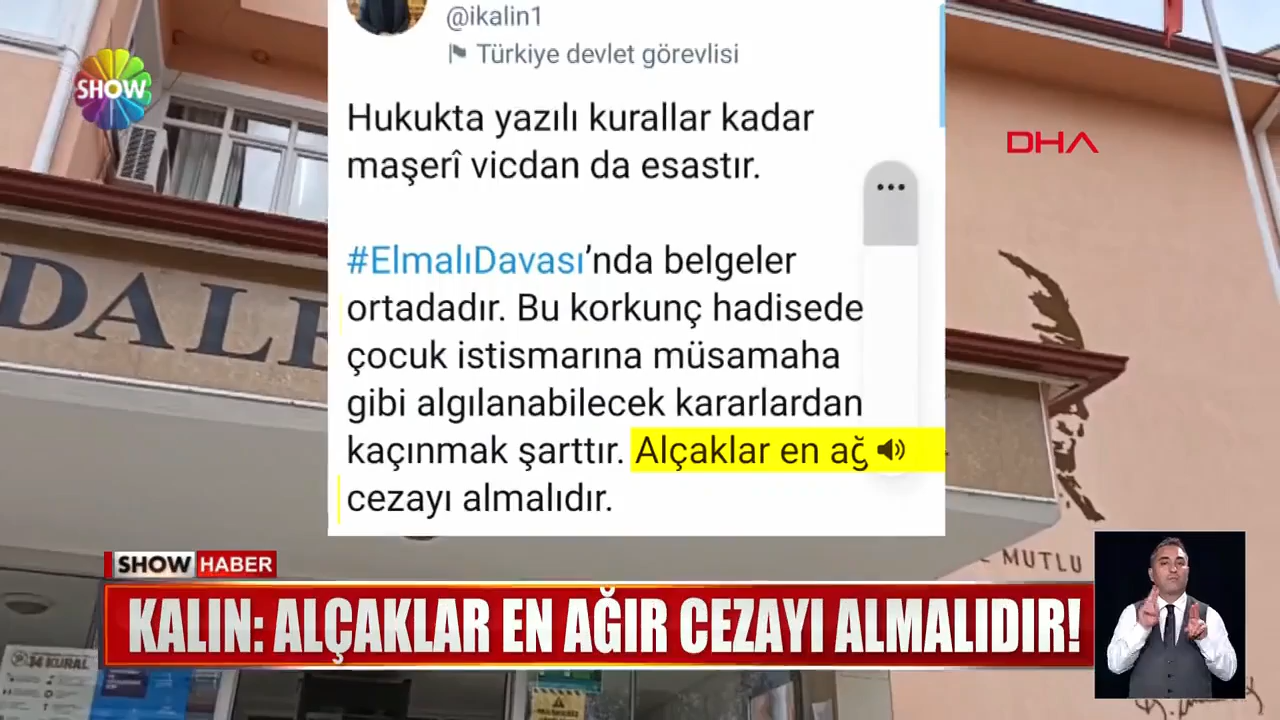 @ikalin1
Türkiye devlet görevlisi
SHOW
DHA
Hukukta yazılı kurallar kadar
maşerî vicdan da esastır.
#ElmalıDavası'nda belgeler
ortadadır. Bu korkunç hadisede
çocuk istismarına müsamaha
gibi algılanabilecek kararlardan
kaçınmak şarttır. Alçaklar en ağ
cezayı almalıdır.
DALE
MUTLU
SHOW HABER
KALIN: ALÇAKLAR EN AĞIR CEZAYI ALMALIDIR!
14 KURAL